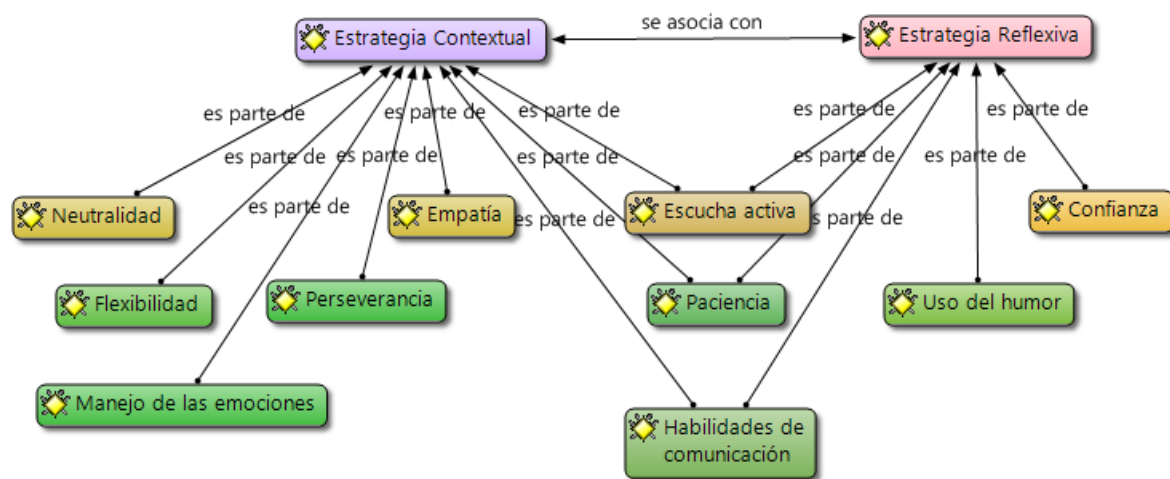 se asocia con
Estrategia Contextual
Estrategia Reflexiva
es parte de
es parte de
es parte de
es parte de
es parte de
es parte de
es parte de
es parte de
es parte de
es parte de
Neutralidad
Empatía
Escucha activa
Confianza
es parte de
es parte de
es parte de
Flexibilidad
Perseverancia
Paciencia
Uso del humor
Manejo de las emociones
Habilidades de
comunicación